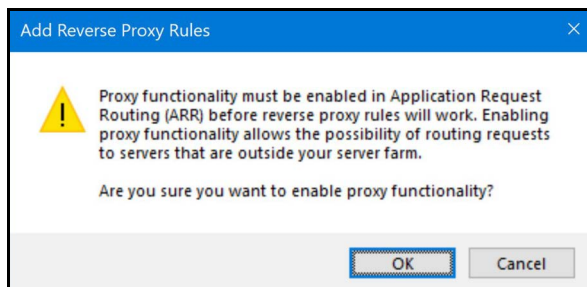 Add Reverse Proxy Rules
Proxy functionality must be enabled in Application Request
Routing (ARR) before reverse proxy rules will work. Enabling
proxy functionality allows the possibility of routing requests
to servers that are outside your server farm.
Are you sure you want to enable proxy functionality?
OK
Cancel